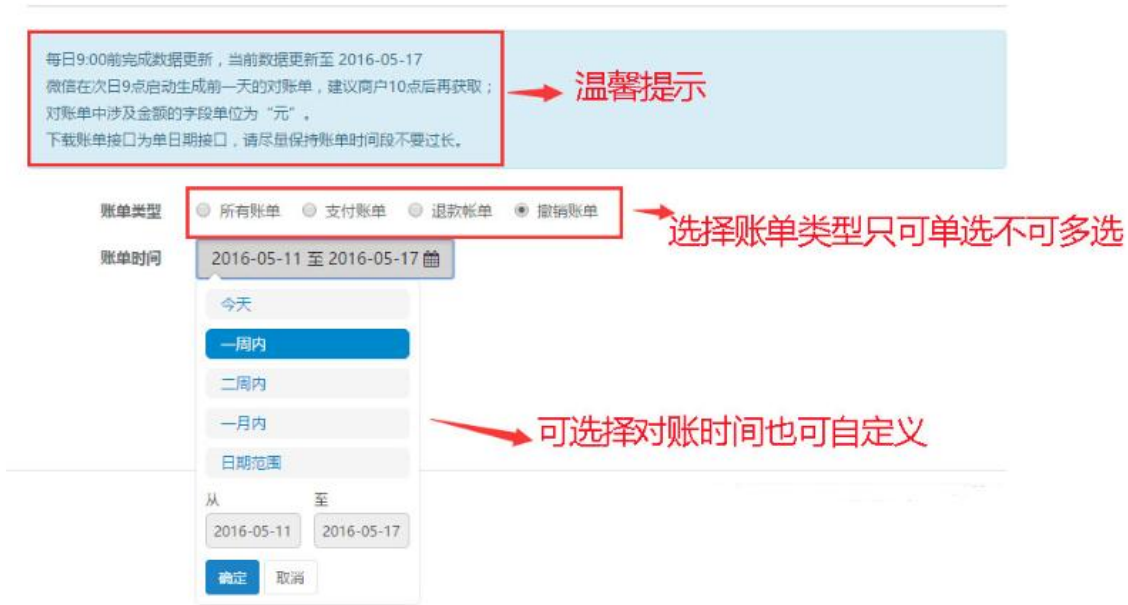 每日9:00前完成数据更新，当前数据更新至 2016-05-17
微信在次日9点启动生成前一天的对账单，建议商户10点后再获取；
对账单中涉及金额的字段单位为“元”。
下载账单接口为单日期接口，请尽量保持账单时间段不要过长。
温馨提示
账单类型 所有账单 支付账单 退款帐单 撤销账单
选择账单类型只可单选不可多选
账单时间 2016-05-11 至 2016-05-17
今天
一周内
二周内
一月内
可选择对账时间也可自定义
日期范围
从 至
2016-05-11 2016-05-17
确定 取消